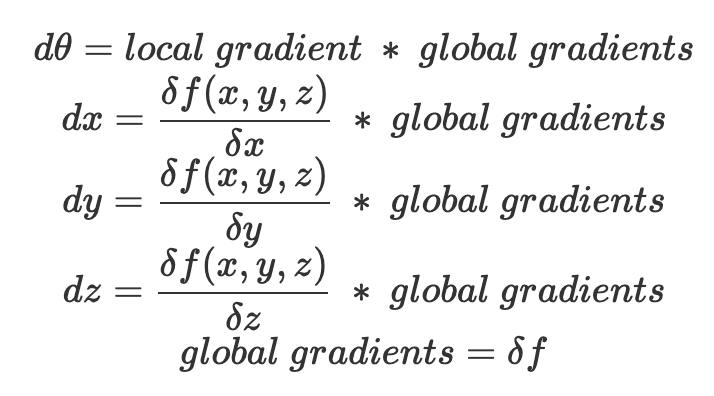 dθ = local gradient * global gradients
dx = δf(x, y, z) / δx * global gradients
dy = δf(x, y, z) / δy * global gradients
dz = δf(x, y, z) / δz * global gradients
global gradients = δf